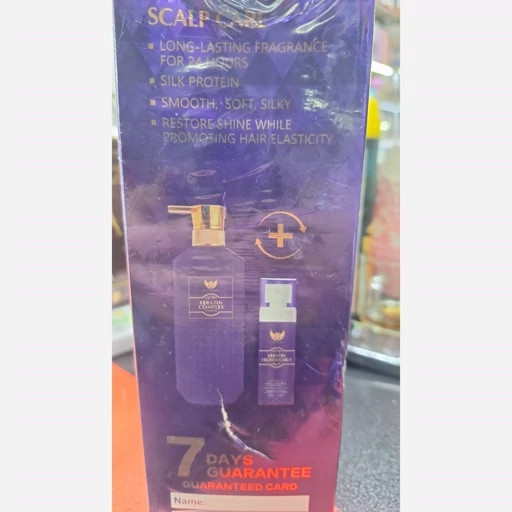 SCALP CARE
▪ LONG-LASTING FRAGRANCE
FOR 24 HOURS
▪ SILK PROTEIN
▪ SMOOTH, SOFT, SILKY
▪ RESTORE SHINE WHILE
PROMOTING HAIR ELASTICITY
KERATIN
COMPLEX
KERATIN
7 DAYS
GUARANTEE
GUARANTEED CARD
Name: